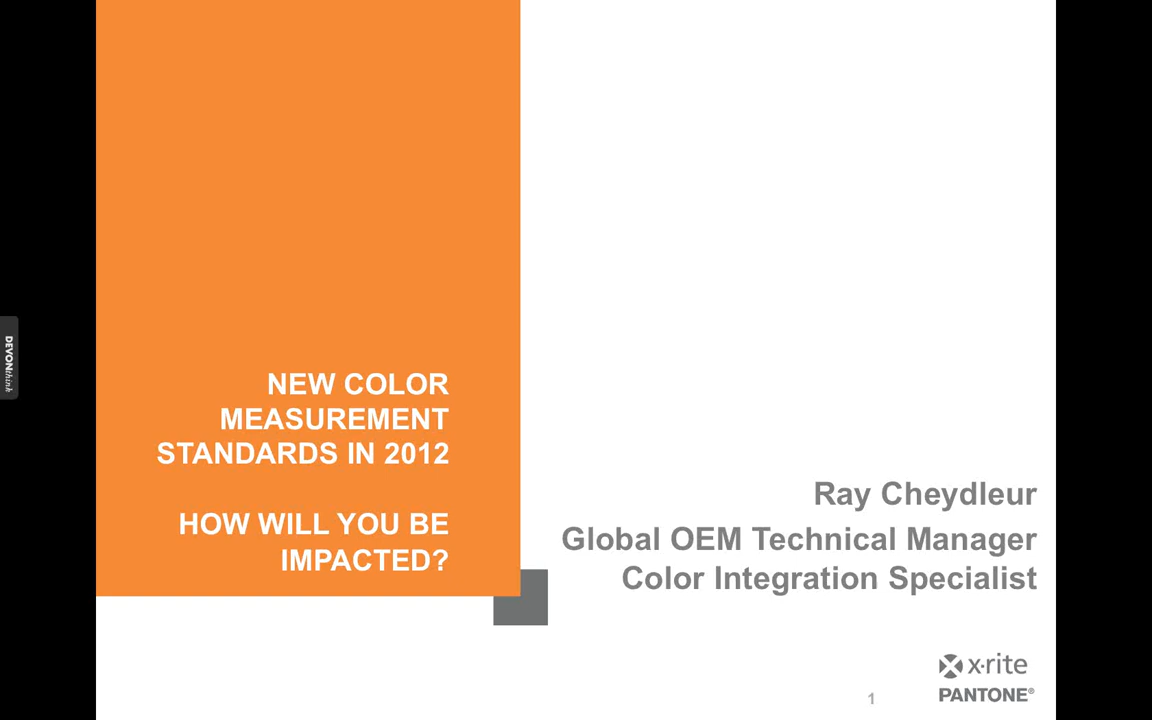 DEVONthink
NEW COLOR
MEASUREMENT
STANDARDS IN 2012
HOW WILL YOU BE
IMPACTED?
Ray Cheydleur
Global OEM Technical Manager
Color Integration Specialist
x·rite
PANTONE®
1